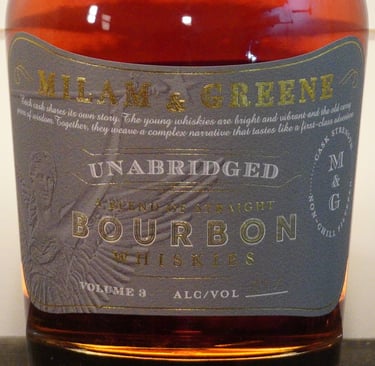 MILAM & GREENE
Each cask shares its own story. The young whiskies are bright and vibrant and the old carry
years of wisdom. Together, they weave a complex narrative that tastes like a first-class
UNABRIDGED
A BLEND OF STRAIGHT
BOURBON
WHISKIES
VOLUME 3 ALC/VOL
CASK STRENGTH
M
&
G
NON-CHILL